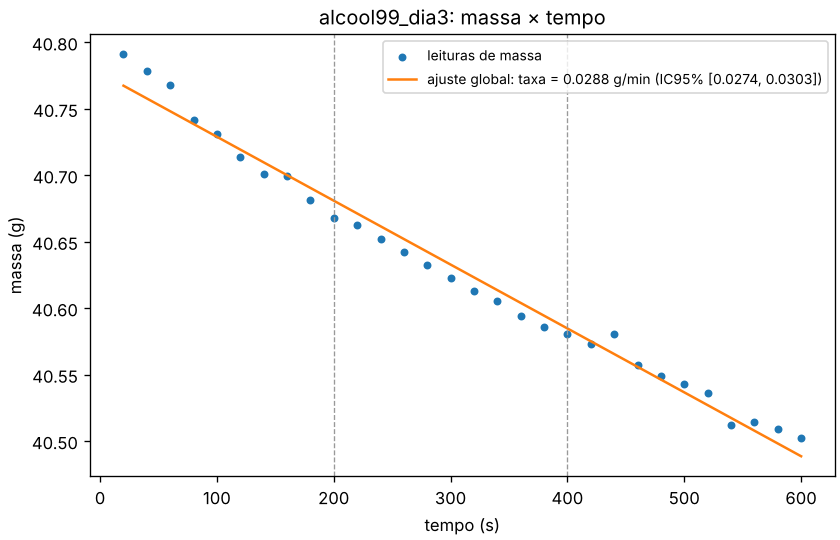 alcool99_dia3: massa × tempo
leituras de massa
ajuste global: taxa = 0.0288 g/min (IC95% [0.0274, 0.0303])
massa (g)
40.80
40.75
40.70
40.65
40.60
40.55
40.50
0 100 200 300 400 500 600
tempo (s)